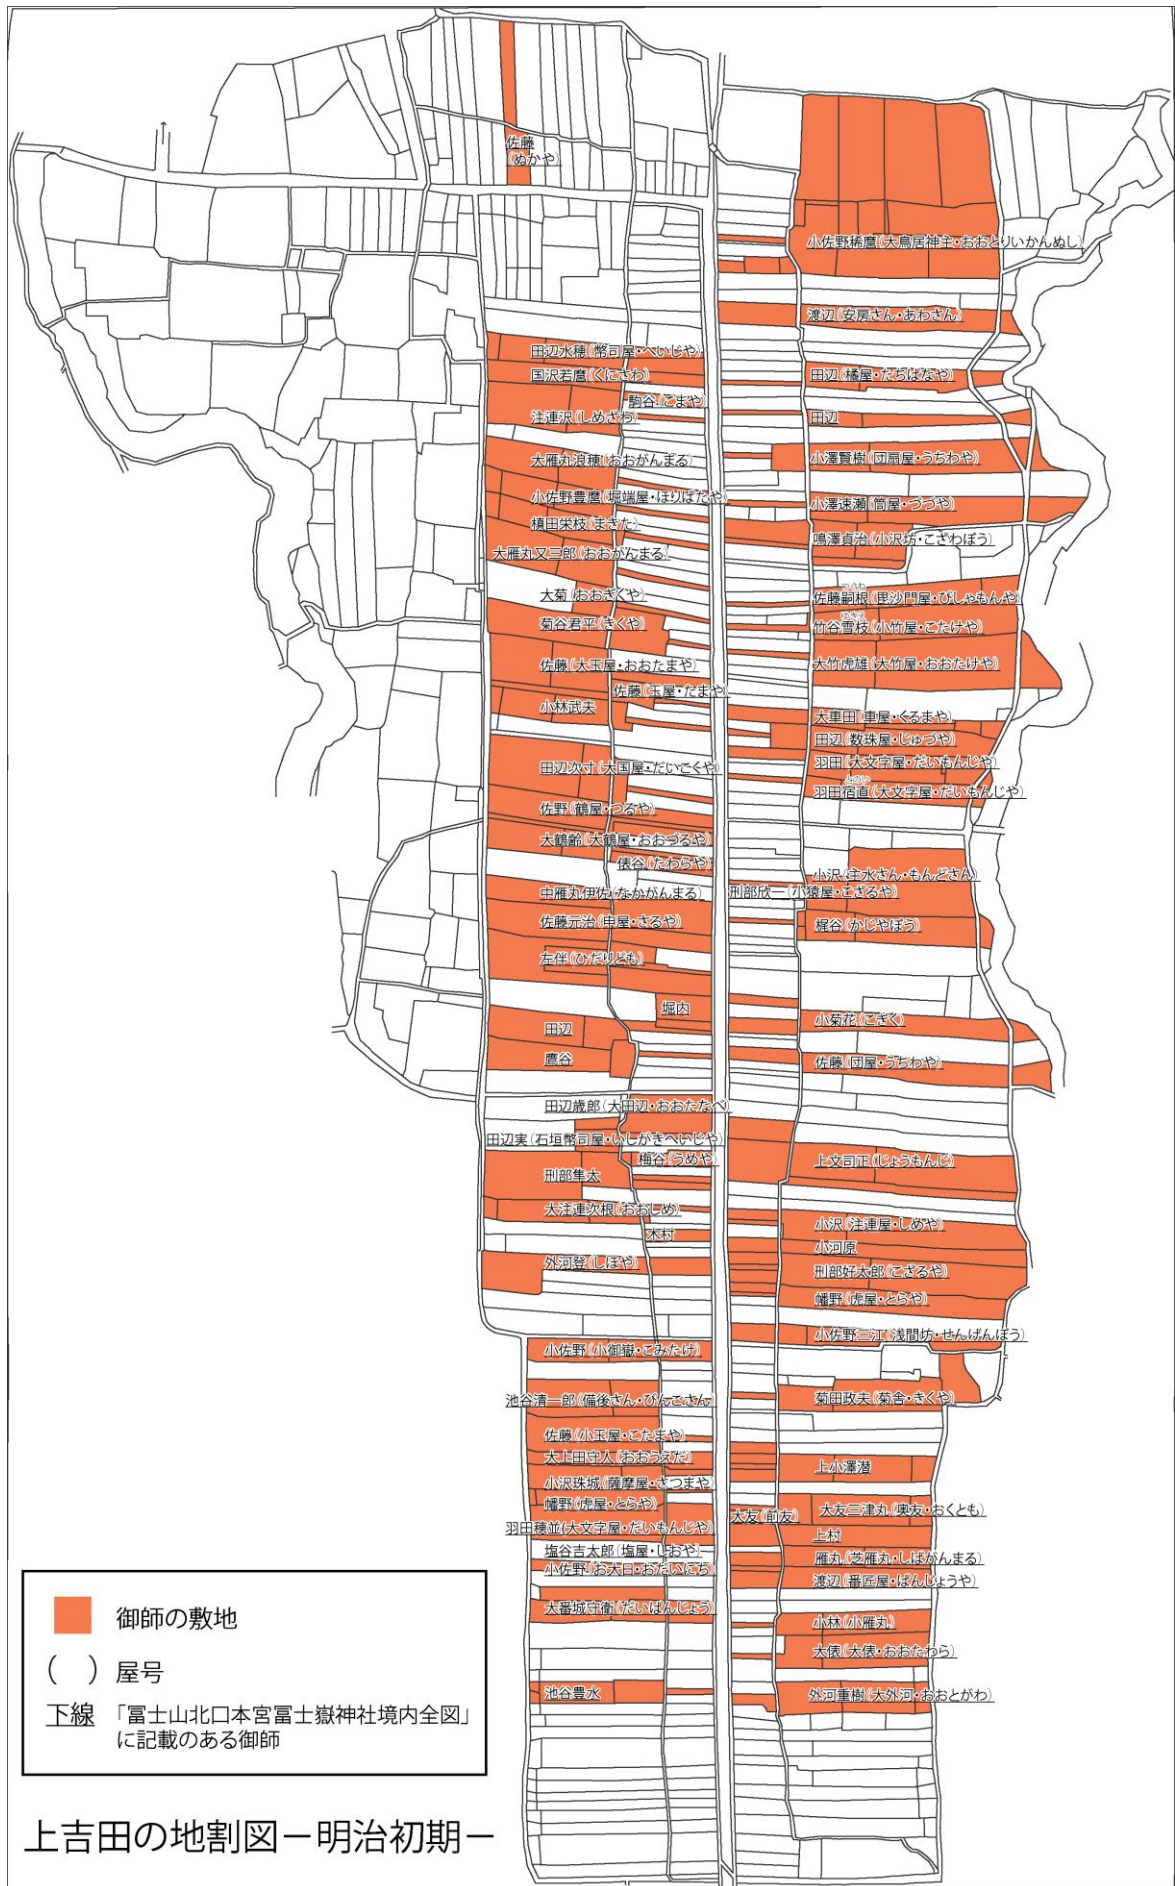 佐藤
(ぬかや)
小佐野稀麿(大鳥居神主・おおとりいかんぬし)
渡辺(安房さん・あわさん)
田辺水穂(幣司屋・へいじや)
国沢若麿(くにさわ)
田辺(橘屋・たちばなや)
駒谷(こまや)
注連沢(しめざわ)
田辺
大雁丸浪穂(おおがんまる)
小澤賢樹(団扇屋・うちわや)
小佐野豊麿(堀端屋・ほりばたや)
小澤速瀬(筒屋・づづや)
槙田栄枝(まきた)
鳴澤貞治(小沢坊・こざわぼう)
大雁丸又三郎(おおがんまる)
大菊(おおぎくや)
つぐね
佐藤嗣根(毘沙門屋・びしゃもんや)
菊谷君平(きくや)
ゆきえ
竹谷雪枝(小竹屋・こたけや)
佐藤(大玉屋・おおたまや)
大竹虎雄(大竹屋・おおたけや)
佐藤(玉屋・だまや)
小林武夫
大車田(車屋・くるまや)
田辺(数珠屋・じゅづや)
田辺次寸(大国屋・だいこくや)
羽田(大文字屋・だいもんじや)
とのい
羽田宿直(大文字屋・だいもんじや)
佐野(鶴屋・つるや)
大鶴齢(大鶴屋・おおづるや)
俵谷(たわらや)
小沢(主水さん・もんどさん)
中雁丸伊佐(なかがんまる)
刑部欣一(小猿屋・こざるや)
佐藤元治(申屋・さるや)
梶谷(かじやぼう)
左伴(ひだりども)
堀内
小菊花(こぎく)
田辺
鷹谷
佐藤(団屋・うちわや)
田辺歳郎(大田辺・おおたなべ)
田辺実(石垣幣司屋・いしがきへいじや)
梅谷(うめや)
上文司正(じょうもんじ)
刑部隼太
大注連次根(おおしめ)
小沢(注連屋・しめや)
木村
小河原
外河登(しほや)
刑部好太郎(こざるや)
幡野(虎屋・とらや)
小佐野三江(浅間坊・せんげんぼう)
小佐野(小御嶽・こみたけ)
池谷清一郎(備後さん・びんごさん)
菊田政夫(菊舎・きくや)
佐藤(小玉屋・こたまや)
大上田守人(おおうえだ)
上小澤潜
小沢珠城(薩摩屋・さつまや)
幡野(虎屋・とらや)
大友(前友)
大友三津丸(奥友・おくとも)
羽田穂並(大文字屋・だいもんじや)
上村
塩谷吉太郎(塩屋・しおや)
雁丸(芝雁丸・しばがんまる)
小佐野(お大日・おだいにち)
渡辺(番匠屋・ばんじょうや)
大番城守衛(だいばんじょう)
小林(小雁丸)
大俵(大俵・おおたわら)
池谷豊水
外河重樹(大外河・おおとがわ)
御師の敷地
( ) 屋号
下線 「冨士山北口本宮冨士嶽神社境内全図」
に記載のある御師
上吉田の地割図－明治初期－